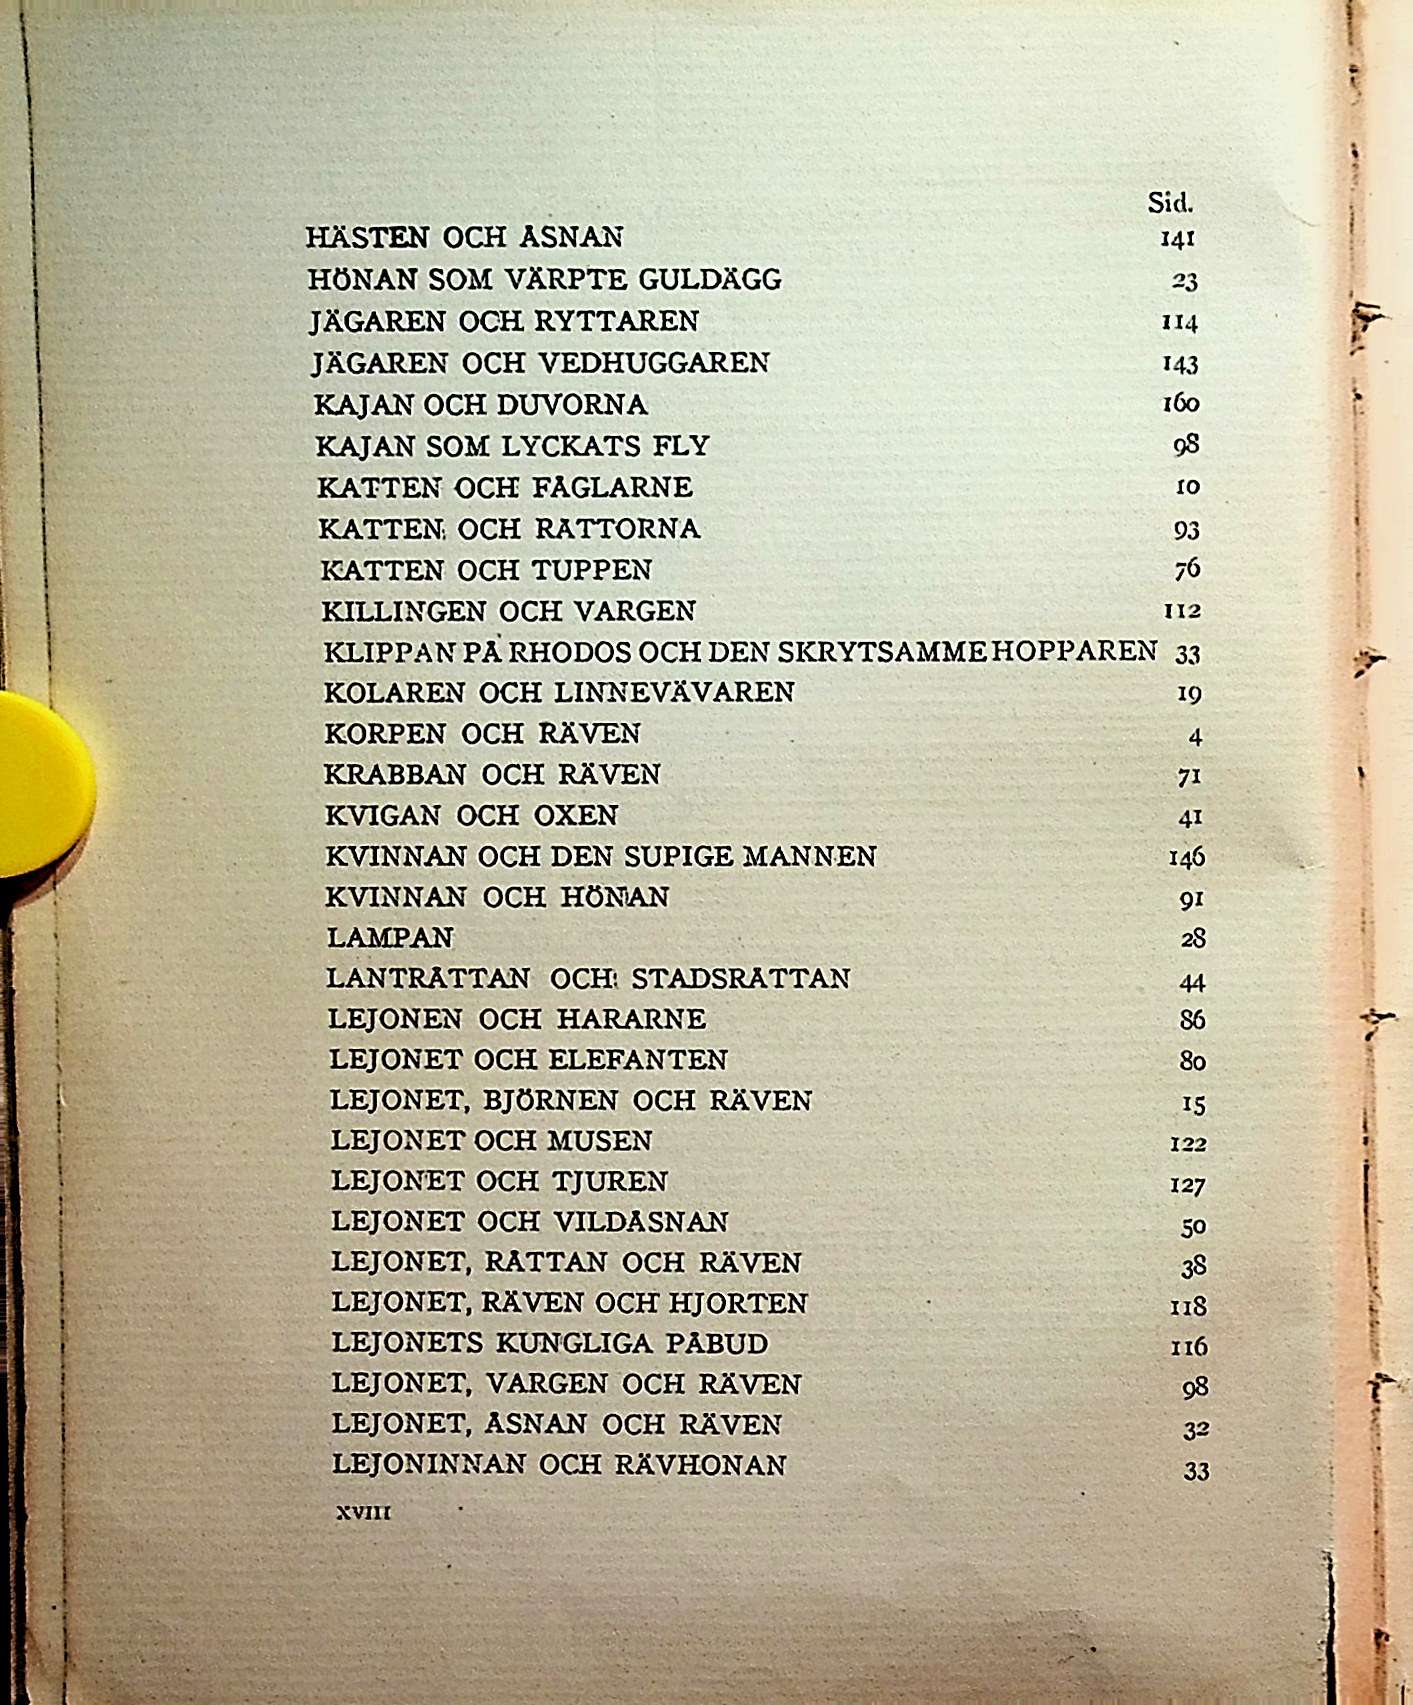 Sid.
HÄSTEN OCH ÅSNAN 141
HÖNAN SOM VÄRPTE GULDÄGG 23
JÄGAREN OCH RYTTAREN 114
JÄGAREN OCH VEDHUGGAREN 143
KAJAN OCH DUVORNA 160
KAJAN SOM LYCKATS FLY 98
KATTEN OCH FÅGLARNE 10
KATTEN OCH RÅTTORNA 93
KATTEN OCH TUPPEN 76
KILLINGEN OCH VARGEN 112
KLIPPAN PÅ RHODOS OCH DEN SKRYTSAMME HOPPAREN 33
KOLAREN OCH LINNEVÄVAREN 19
KORPEN OCH RÄVEN 4
KRABBAN OCH RÄVEN 71
KVIGAN OCH OXEN 41
KVINNAN OCH DEN SUPIGE MANNEN 146
KVINNAN OCH HÖNAN 91
LAMPAN 28
LANTRÅTTAN OCH STADSRÅTTAN 44
LEJONEN OCH HARARNE 86
LEJONET OCH ELEFANTEN 80
LEJONET, BJÖRNEN OCH RÄVEN 15
LEJONET OCH MUSEN 122
LEJONET OCH TJUREN 127
LEJONET OCH VILDÅSNAN 50
LEJONET, RÅTTAN OCH RÄVEN 38
LEJONET, RÄVEN OCH HJORTEN 118
LEJONETS KUNGLIGA PÅBUD 116
LEJONET, VARGEN OCH RÄVEN 98
LEJONET, ÅSNAN OCH RÄVEN 32
LEJONINNAN OCH RÄVHONAN 33
XVIII